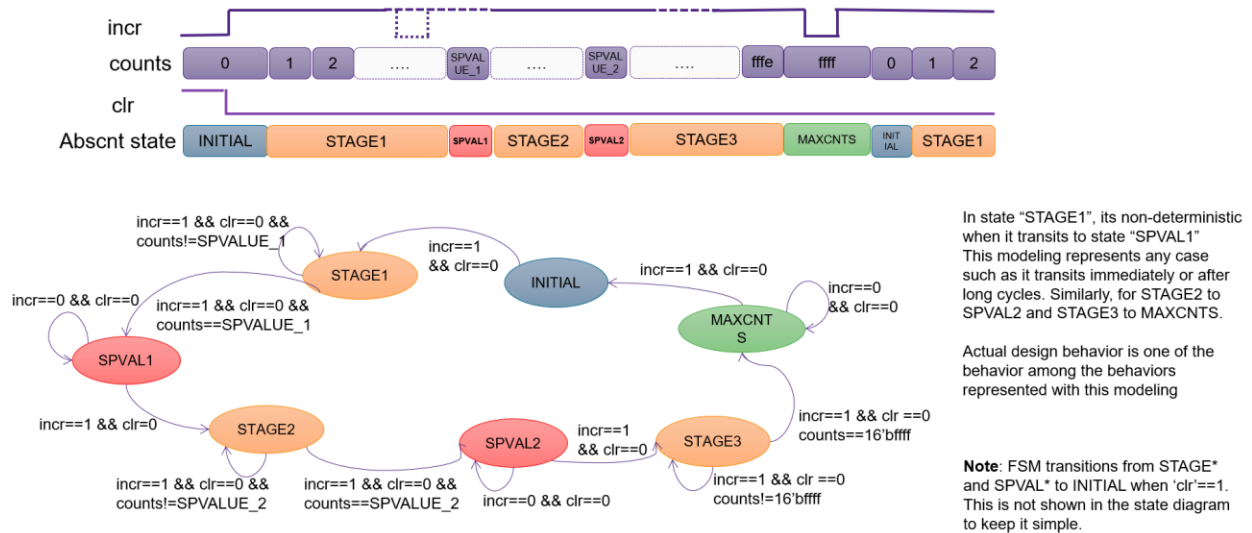 incr
counts
0
1
2
....
SPVAL
UE_1
....
SPVAL
UE_2
....
fffe
ffff
0
1
2
clr
Abscnt state
INITIAL
STAGE1
SPVAL1
STAGE2
SPVAL2
STAGE3
MAXCNTS
INIT
IAL
STAGE1
incr==1 && clr==0 &&
counts!=SPVALUE_1
STAGE1
incr==1
&& clr==0
INITIAL
incr==1 && clr==0
incr==0
&& clr==0
MAXCNT
S
incr==0 && clr==0
incr==1 && clr==0 &&
counts==SPVALUE_1
SPVAL1
incr==1 && clr=0
STAGE2
incr==1 && clr==0 &&
counts!=SPVALUE_2
incr==1 && clr==0 &&
counts==SPVALUE_2
SPVAL2
incr==0 && clr==0
incr==1
&& clr==0
STAGE3
incr==1 && clr ==0
counts!=16'bffff
incr==1 && clr ==0
counts==16'bffff
In state “STAGE1”, its non-deterministic
when it transits to state “SPVAL1”
This modeling represents any case
such as it transits immediately or after
long cycles. Similarly, for STAGE2 to
SPVAL2 and STAGE3 to MAXCNTS.
Actual design behavior is one of the
behavior among the behaviors
represented with this modeling
Note: FSM transitions from STAGE*
and SPVAL* to INITIAL when ‘clr’==1.
This is not shown in the state diagram
to keep it simple.